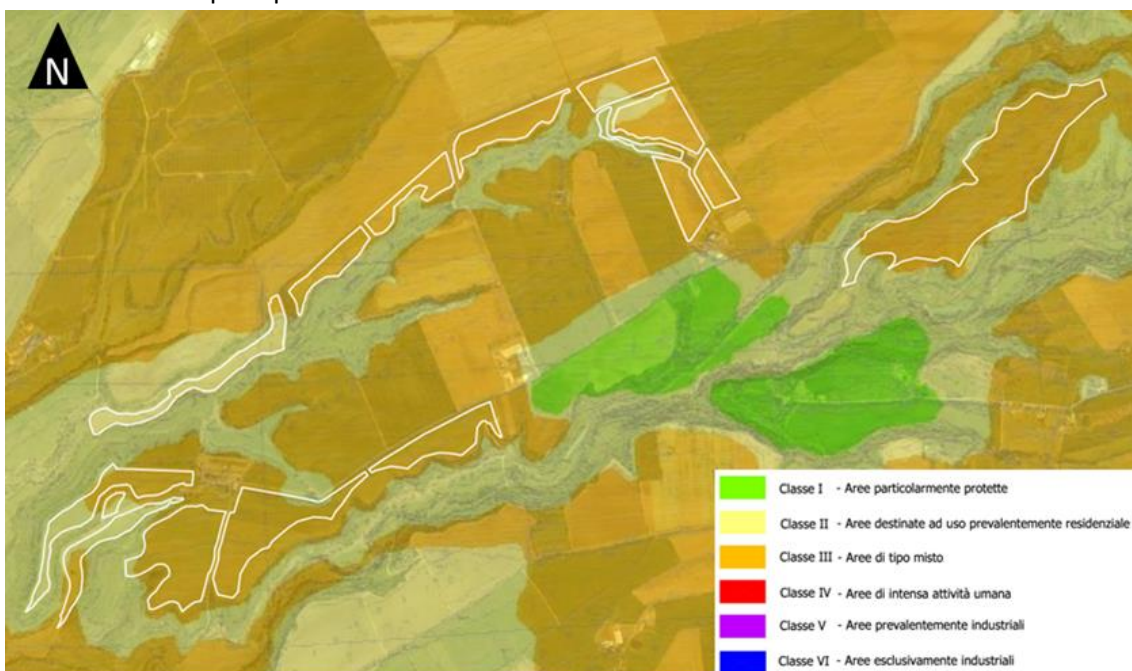 N
Classe I - Aree particolarmente protette
Classe II - Aree destinate ad uso prevalentemente residenziale
Classe III - Aree di tipo misto
Classe IV - Aree di intensa attività umana
Classe V - Aree prevalentemente industriali
Classe VI - Aree esclusivamente industriali